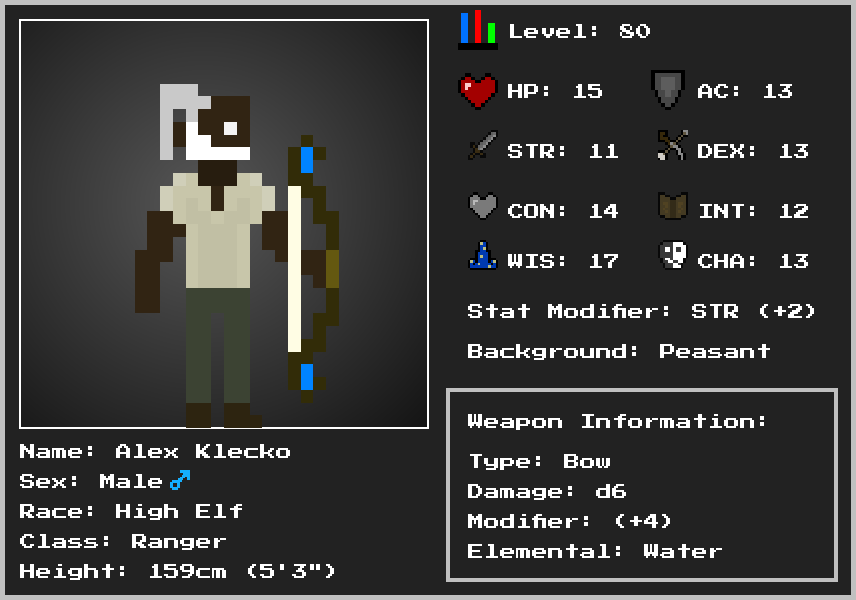 Level: 80
HP: 15 AC: 13
STR: 11 DEX: 13
CON: 14 INT: 12
WIS: 17 CHA: 13
Stat Modifier: STR (+2)
Background: Peasant
Weapon Information:
Type: Bow
Damage: d6
Modifier: (+4)
Elemental: Water
Name: Alex Klecko
Sex: Male ♂
Race: High Elf
Class: Ranger
Height: 159cm (5'3")